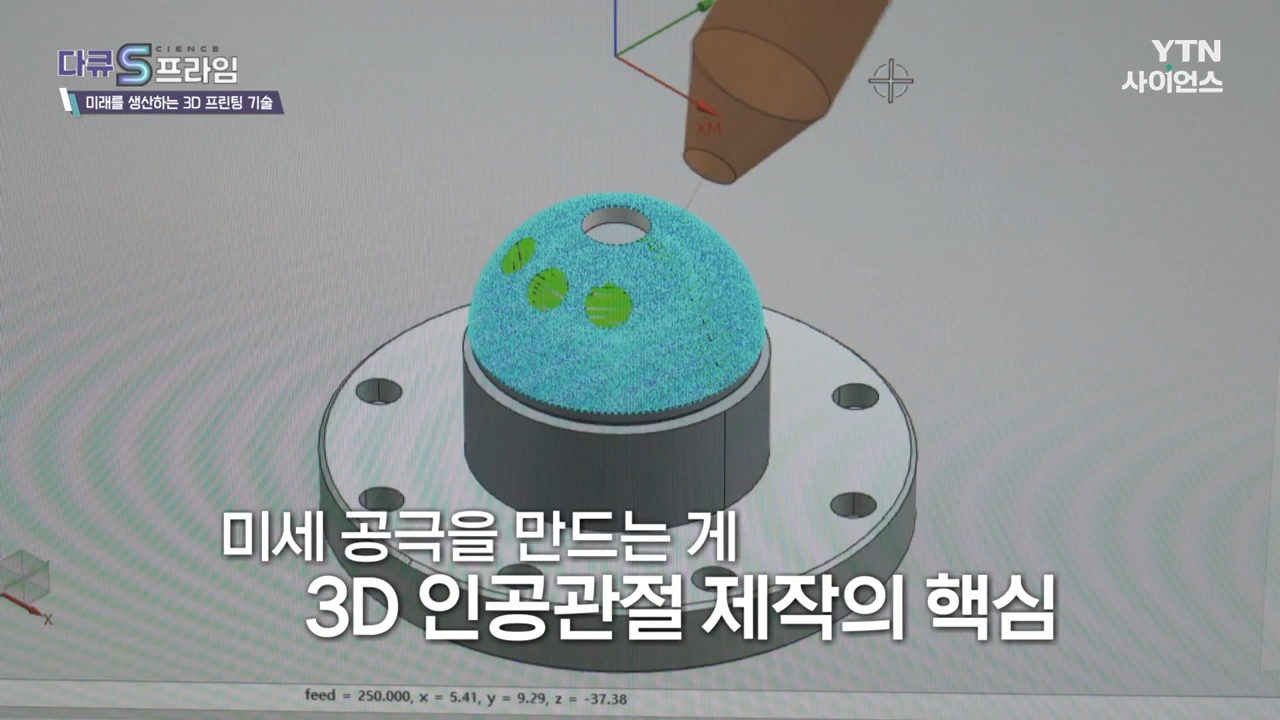 다큐S프라임
CIENCE
미래를 생산하는 3D 프린팅 기술
YTN
사이언스
XM
미세 공극을 만드는 게
3D 인공관절 제작의 핵심
X
feed = 250.000, x = 5.41, y = 9.29, z = -37.38